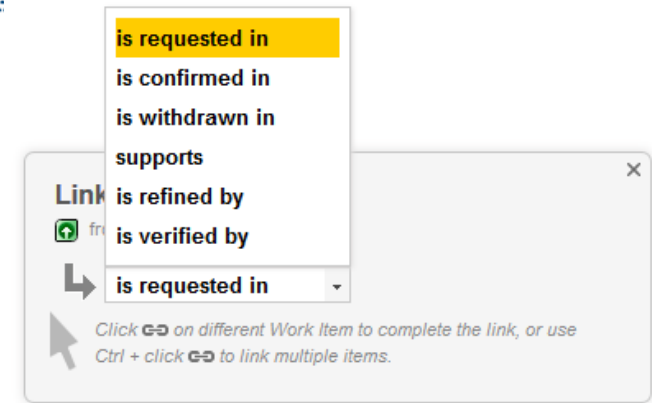 is requested in
is confirmed in
is withdrawn in
supports
is refined by
is verified by
Link
fr
is requested in
Click on different Work Item to complete the link, or use
Ctrl + click to link multiple items.